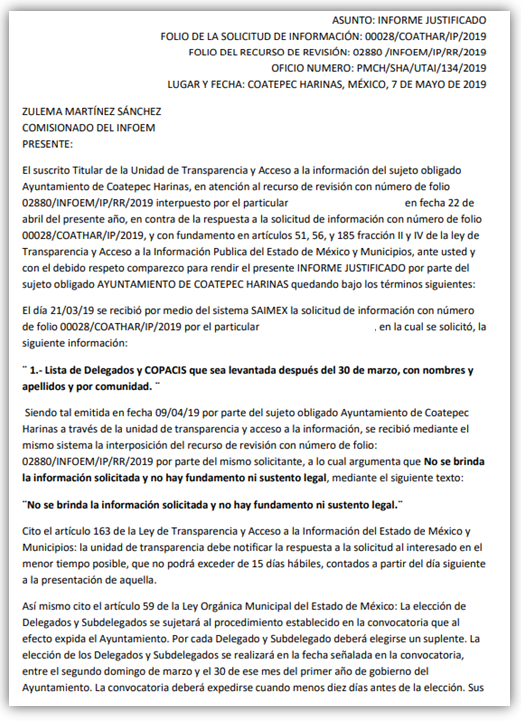 ASUNTO: INFORME JUSTIFICADO
FOLIO DE LA SOLICITUD DE INFORMACIÓN: 00028/COATHAR/IP/2019
FOLIO DEL RECURSO DE REVISIÓN: 02880 /INFOEM/IP/RR/2019
OFICIO NUMERO: PMCH/SHA/UTAI/134/2019
LUGAR Y FECHA: COATEPEC HARINAS, MÉXICO, 7 DE MAYO DE 2019
ZULEMA MARTÍNEZ SÁNCHEZ
COMISIONADO DEL INFOEM
PRESENTE:
El suscrito Titular de la Unidad de Transparencia y Acceso a la información del sujeto obligado
Ayuntamiento de Coatepec Harinas, en atención al recurso de revisión con número de folio
02880/INFOEM/IP/RR/2019 interpuesto por el particular en fecha 22 de
abril del presente año, en contra de la respuesta a la solicitud de información con número de folio
00028/COATHAR/IP/2019, y con fundamento en artículos 51, 56, y 185 fracción II y IV de la ley de
Transparencia y Acceso a la Información Publica del Estado de México y Municipios, ante usted y
con el debido respeto comparezco para rendir el presente INFORME JUSTIFICADO por parte del
sujeto obligado AYUNTAMIENTO DE COATEPEC HARINAS quedando bajo los términos siguientes:
El día 21/03/19 se recibió por medio del sistema SAIMEX la solicitud de información con número
de folio 00028/COATHAR/IP/2019 por el particular , en la cual se solicitó, la
siguiente información:
¨ 1.- Lista de Delegados y COPACIS que sea levantada después del 30 de marzo, con nombres y
apellidos y por comunidad. ¨
Siendo tal emitida en fecha 09/04/19 por parte del sujeto obligado Ayuntamiento de Coatepec
Harinas a través de la unidad de transparencia y acceso a la información, se recibió mediante el
mismo sistema la interposición del recurso de revisión con número de folio:
02880/INFOEM/IP/RR/2019 por parte del mismo solicitante, a lo cual argumenta que No se brinda
la información solicitada y no hay fundamento ni sustento legal, mediante el siguiente texto:
¨No se brinda la información solicitada y no hay fundamento ni sustento legal.¨
Cito el artículo 163 de la Ley de Transparencia y Acceso a la Información del Estado de México y
Municipios: la unidad de transparencia debe notificar la respuesta a la solicitud al interesado en el
menor tiempo posible, que no podrá exceder de 15 días hábiles, contados a partir del día siguiente
a la presentación de aquella.
Así mismo cito el artículo 59 de la Ley Orgánica Municipal del Estado de México: La elección de
Delegados y Subdelegados se sujetará al procedimiento establecido en la convocatoria que al
efecto expida el Ayuntamiento. Por cada Delegado y Subdelegado deberá elegirse un suplente. La
elección de los Delegados y Subdelegados se realizará en la fecha señalada en la convocatoria,
entre el segundo domingo de marzo y el 30 de ese mes del primer año de gobierno del
Ayuntamiento. La convocatoria deberá expedirse cuando menos diez días antes de la elección. Sus